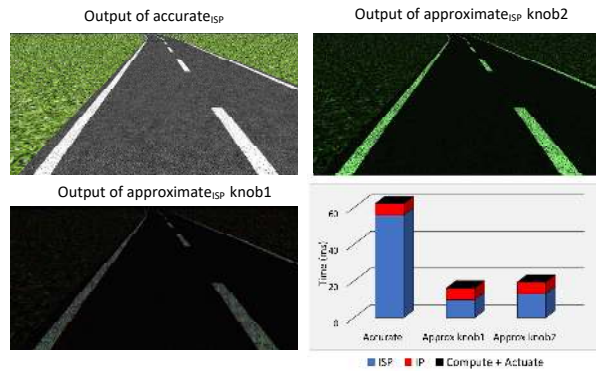 Output of accurateISP
Output of approximateISP knob2
Output of approximateISP knob1
60
40
20
0
Time (ms)
Accurate Approx knob1 Approx knob2
ISP IP Compute + Actuate